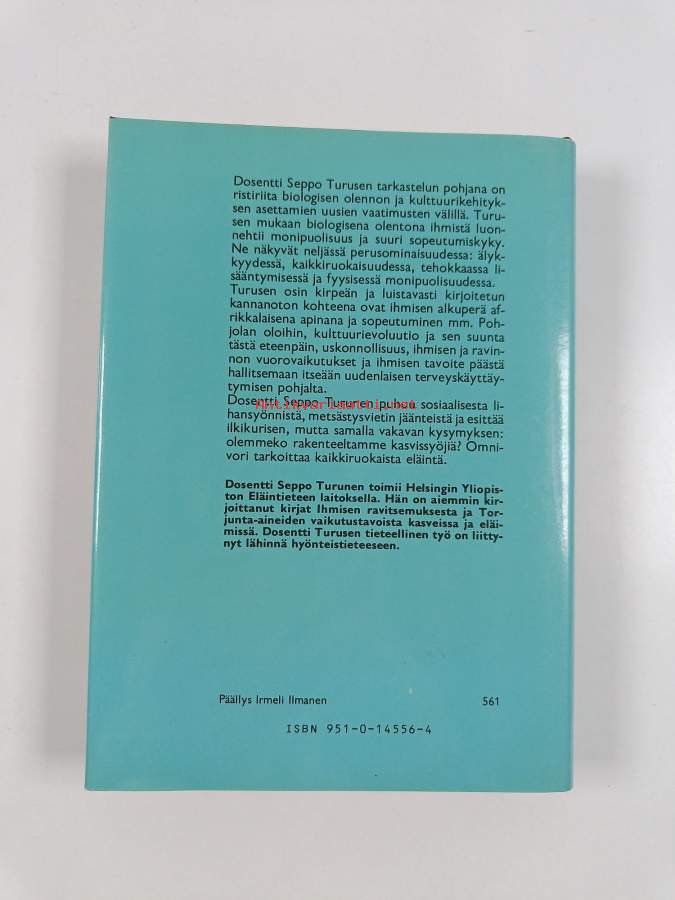 Dosentti Seppo Turusen tarkastelun pohjana on
ristiriita biologisen olennon ja kulttuurikehityk-
sen asettamien uusien vaatimusten välillä. Turu-
sen mukaan biologisena olentona ihmistä luon-
nehtii monipuolisuus ja suuri sopeutumiskyky.
Ne näkyvät neljässä perusominaisuudessa: älyk-
kyydessä, kaikkiruokaisuudessa, tehokkaassa li-
sääntymisessä ja fyysisessä monipuolisuudessa.
Turusen osin kirpeän ja luistavasti kirjoitetun
kannanoton kohteena ovat ihmisen alkuperä af-
rikkalaisena apinana ja sopeutuminen mm. Poh-
jolan oloihin, kulttuurievoluutio ja sen suunta
tästä eteenpäin, uskonnollisuus, ihmisen ja ravin-
non vuorovaikutukset ja ihmisen tavoite päästä
hallitsemaan itseään uudenlaisen terveyskäyttäy-
tymisen pohjalta.
Dosentti Seppo Turunen puhuu sosiaalisesta li-
hansyönnistä, metsästysvietin jäänteistä ja esittää
ilkikurisen, mutta samalla vakavan kysymyksen:
olemmeko rakenteeltamme kasvissyöjiä? Omni-
vori tarkoittaa kaikkiruokaista eläintä.
Antikvariaatti.net
Dosentti Seppo Turunen toimii Helsingin Yliopis-
ton Eläintieteen laitoksella. Hän on aiemmin kir-
joittanut kirjat Ihmisen ravitsemuksesta ja Tor-
junta-aineiden vaikutustavoista kasveissa ja eläi-
missä. Dosentti Turusen tieteellinen työ on liitty-
nyt lähinnä hyönteistieteeseen.
Päällys Irmeli Ilmanen 561
ISBN 951-0-14556-4